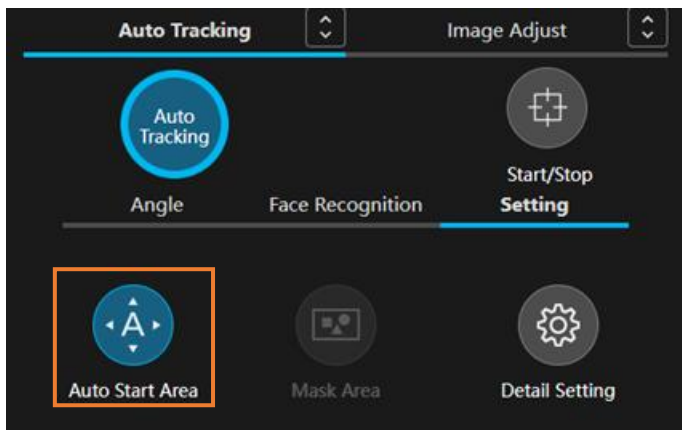 Auto Tracking
Image Adjust
Auto
Tracking
Start/Stop
Angle
Face Recognition
Setting
A
Auto Start Area
Mask Area
Detail Setting